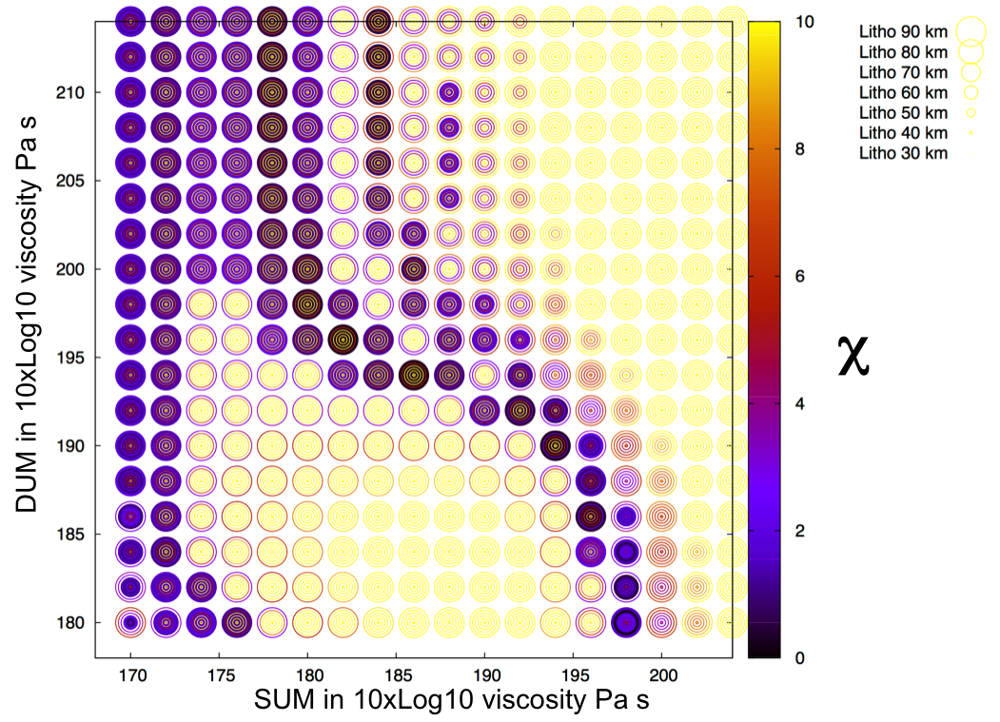 Litho 90 km
Litho 80 km
Litho 70 km
Litho 60 km
Litho 50 km
Litho 40 km
Litho 30 km
DUM in 10xLog10 viscosity Pa s
210
205
200
195
190
185
180
170 175 180 185 190 195 200
SUM in 10xLog10 viscosity Pa s
10
8
6
4
2
0
χ